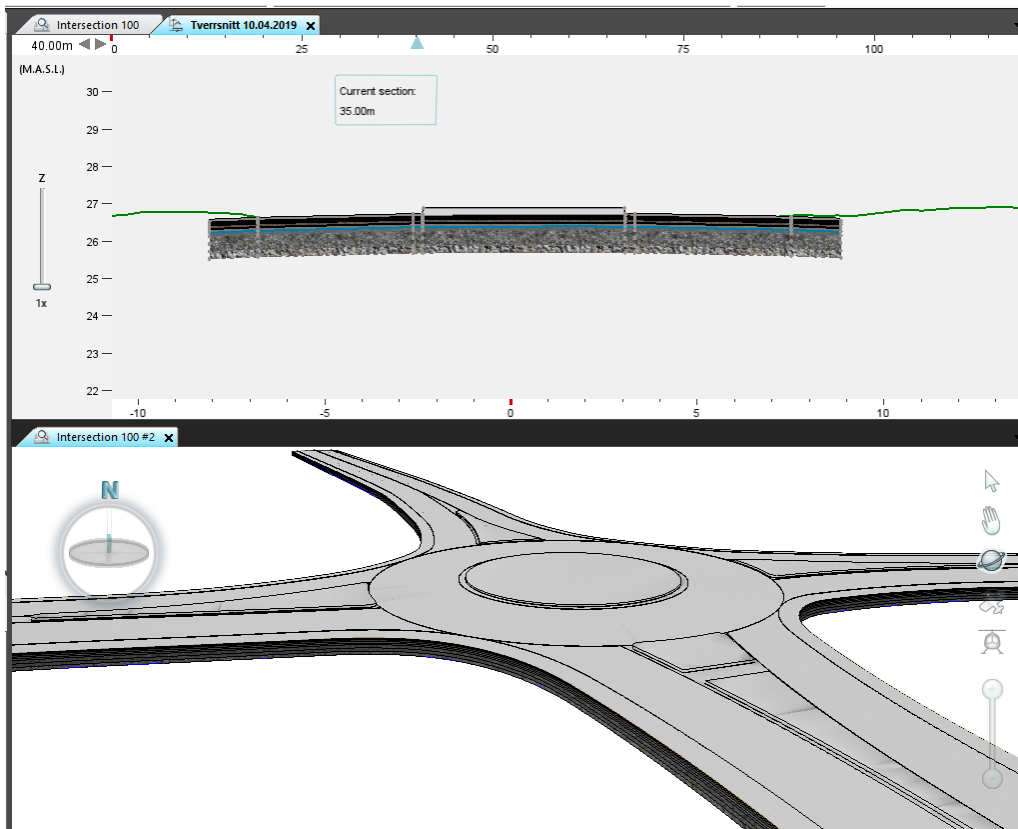 Intersection 100
Tverrsnitt 10.04.2019
40.00m
0 25 50 75 100
(M.A.S.L.)
Current section:
35.00m
30
29
28
27
26
25
24
23
22
Z
1x
-10 -5 0 5 10
Intersection 100 #2
N